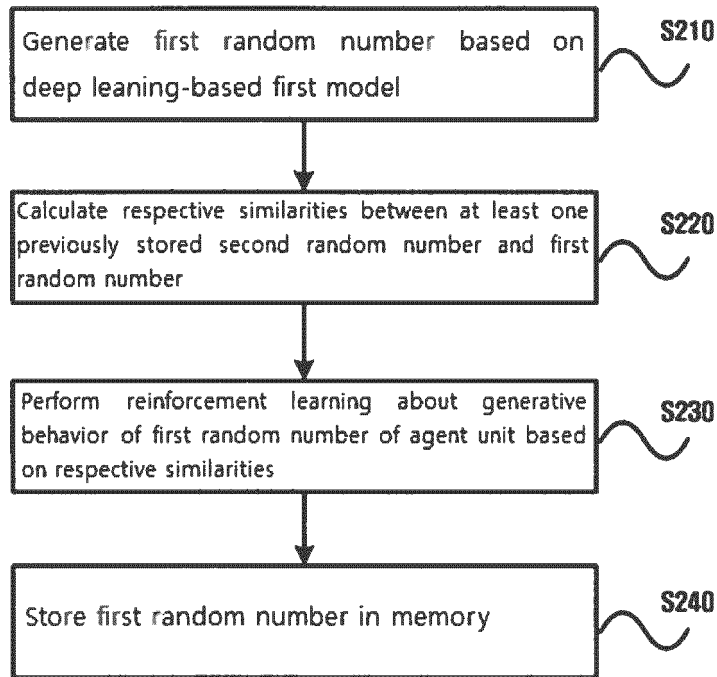 Generate first random number based on
S210
deep leaning-based first model
Calculate respective similarities between at least one
S220
previously stored second random number and first
random number
Perform reinforcement learning about generative
S230
behavior of first random number of agent unit based
on respective similarities
Store first random number in memory
S240